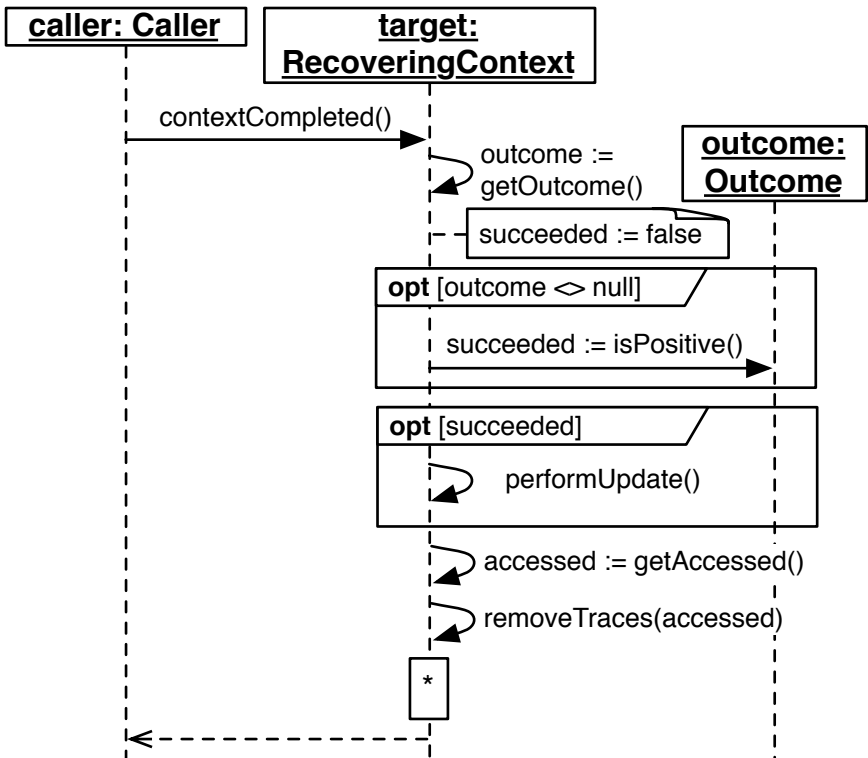 caller: Caller
target:
RecoveringContext
contextCompleted()
outcome :=
getOutcome()
outcome:
Outcome
succeeded := false
opt [outcome <> null]
succeeded := isPositive()
opt [succeeded]
performUpdate()
accessed := getAccessed()
removeTraces(accessed)
*